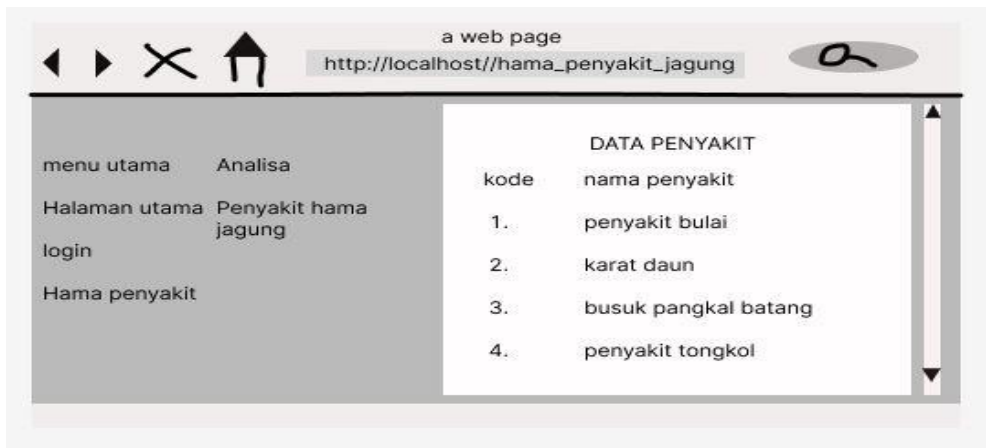 a web page
http://localhost//hama_penyakit_jagung
menu utama
Halaman utama
login
Hama penyakit
Analisa
Penyakit hama
jagung
DATA PENYAKIT
kode nama penyakit
1. penyakit bulai
2. karat daun
3. busuk pangkal batang
4. penyakit tongkol